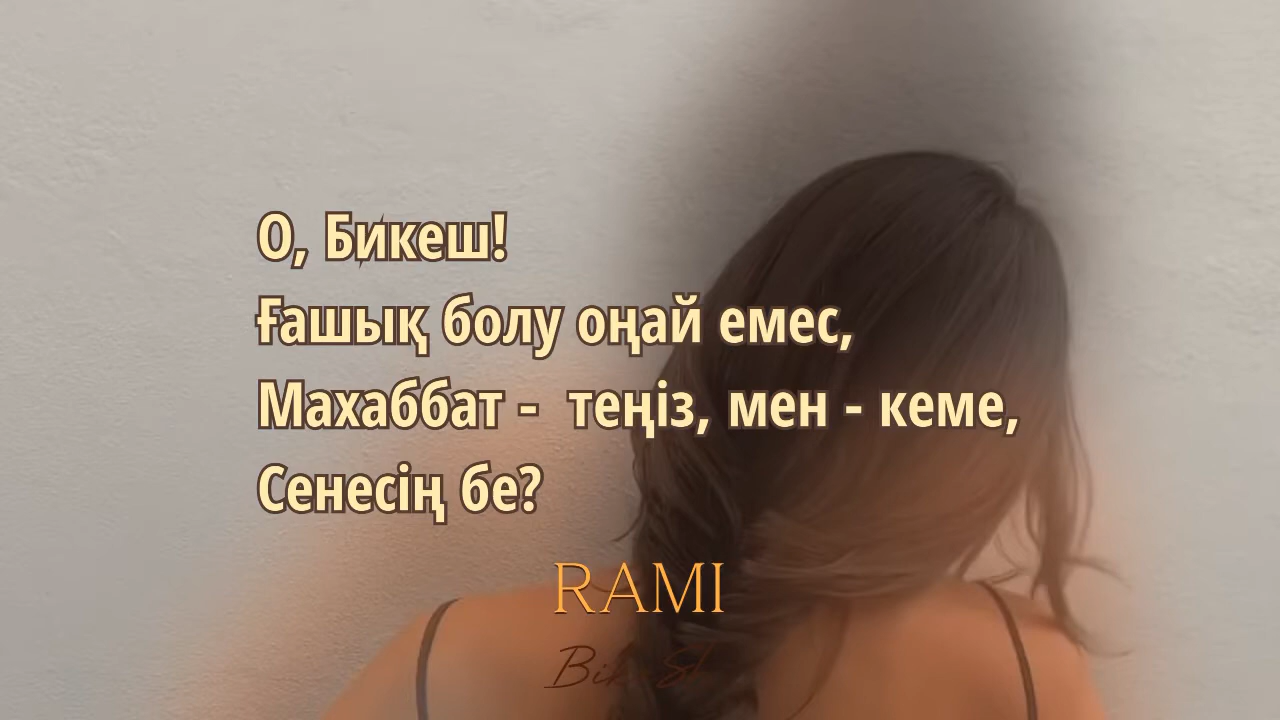 О, Бикеш!
Ғашық болу оңай емес,
Махаббат - теңіз, мен - кеме,
Сенесің бе?
RAMI